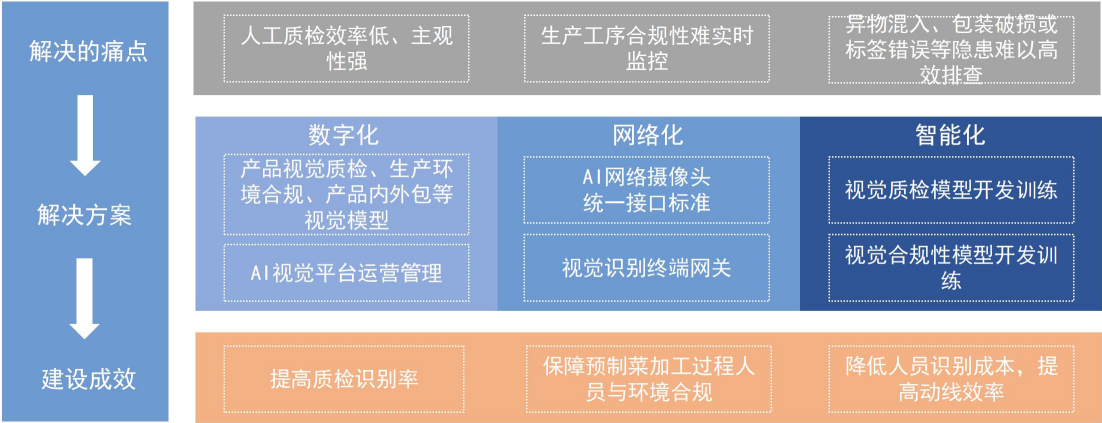 解决的痛点
人工质检效率低、主观
性强
生产工序合规性难实时
监控
异物混入、包装破损或
标签错误等隐患难以高
效排查
解决方案
数字化
产品视觉质检、生产环
境合规、产品内外包等
视觉模型
AI视觉平台运营管理
网络化
AI网络摄像头
统一接口标准
视觉识别终端网关
智能化
视觉质检模型开发训练
视觉合规性模型开发训
练
建设成效
提高质检识别率
保障预制菜加工过程人
员与环境合规
降低人员识别成本，提
高动线效率